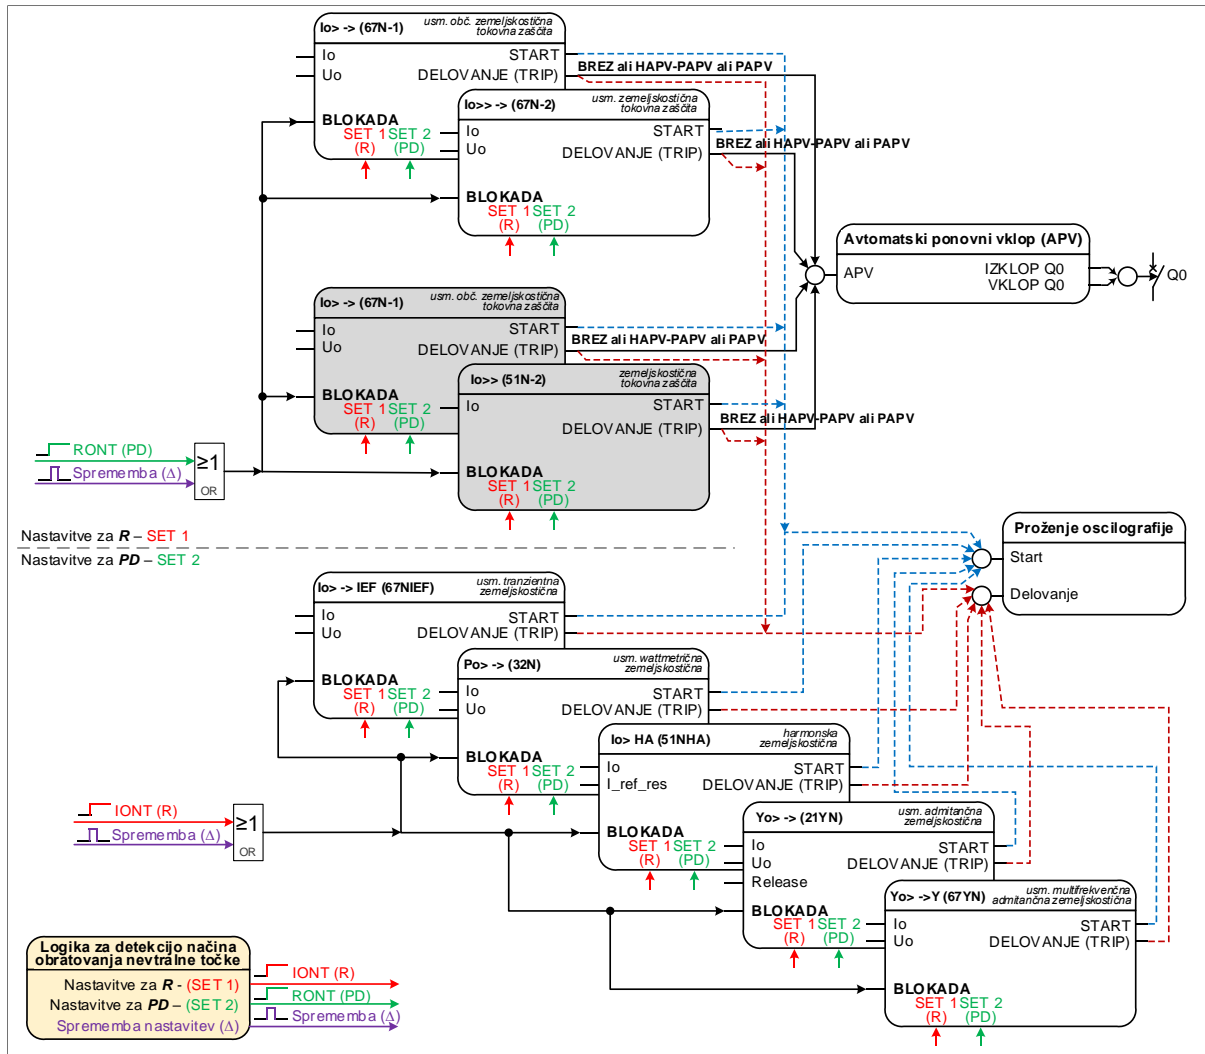 Io> -> (67N-1)
usm. obč. zemeljskostična
tokovna zaščita
Io
Uo
START
DELOVANJE (TRIP)
BREZ ali HAPV-PAPV ali PAPV
BLOKADA
SET 1
(R)
SET 2
(PD)
Io>> -> (67N-2)
usm. zemeljskostična
tokovna zaščita
Io
Uo
START
DELOVANJE (TRIP)
BREZ ali HAPV-PAPV ali PAPV
BLOKADA
SET 1
(R)
SET 2
(PD)
Avtomatski ponovni vklop (APV)
APV
IZKLOP Q0
VKLOP Q0
Q0
Io> -> (67N-1)
usm. obč. zemeljskostična
tokovna zaščita
Io
Uo
START
DELOVANJE (TRIP)
BREZ ali HAPV-PAPV ali PAPV
BLOKADA
SET 1
(R)
SET 2
(PD)
Io>> (51N-2)
zemeljskostična
tokovna zaščita
Io
START
DELOVANJE (TRIP)
BREZ ali HAPV-PAPV ali PAPV
BLOKADA
SET 1
(R)
SET 2
(PD)
RONT (PD)
Sprememba (Δ)
≥1
OR
Nastavitve za R – SET 1
Nastavitve za PD – SET 2
Proženje oscilografije
Start
Delovanje
Io> -> IEF (67NIEF)
usm. tranzientna
zemeljskostična
Io
Uo
START
DELOVANJE (TRIP)
BLOKADA
SET 1
(R)
SET 2
(PD)
Po> -> (32N)
usm. wattmetrična
zemeljskostična
Io
Uo
START
DELOVANJE (TRIP)
BLOKADA
SET 1
(R)
SET 2
(PD)
Io> HA (51NHA)
harmonska
zemeljskostična
Io
I_ref_res
START
DELOVANJE (TRIP)
BLOKADA
SET 1
(R)
SET 2
(PD)
IONT (R)
Sprememba (Δ)
≥1
OR
Yo> -> (21YN)
usm. admitančna
zemeljskostična
Io
Uo
Release
START
DELOVANJE (TRIP)
BLOKADA
SET 1
(R)
SET 2
(PD)
Yo> ->Y (67YN)
usm. multifrekvenčna
admitančna zemeljskostična
Io
Uo
START
DELOVANJE (TRIP)
BLOKADA
SET 1
(R)
SET 2
(PD)
Logika za detekcijo načina
obratovanja nevtralne točke
Nastavitve za R - (SET 1)
Nastavitve za PD – (SET 2)
Sprememba nastavitev (Δ)
IONT (R)
RONT (PD)
Sprememba (Δ)